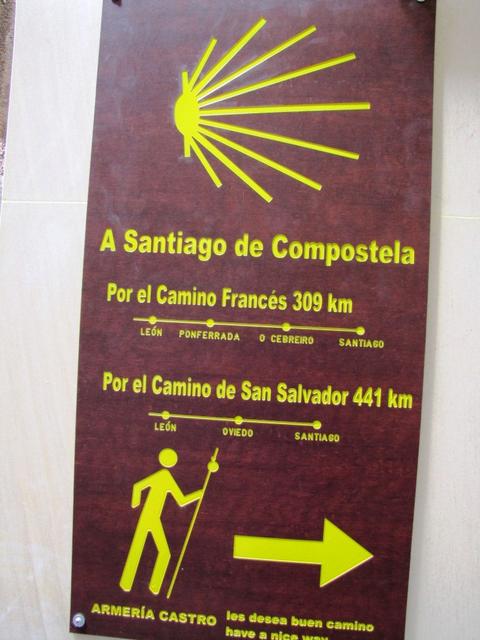 A Santiago de Compostela
Por el Camino Francés 309 km
LEÓN PONFERRADA O CEBREIRO SANTIAGO
Por el Camino de San Salvador 441 km
LEÓN OVIEDO SANTIAGO
ARMERÍA CASTRO les desea buen camino
have a nice way